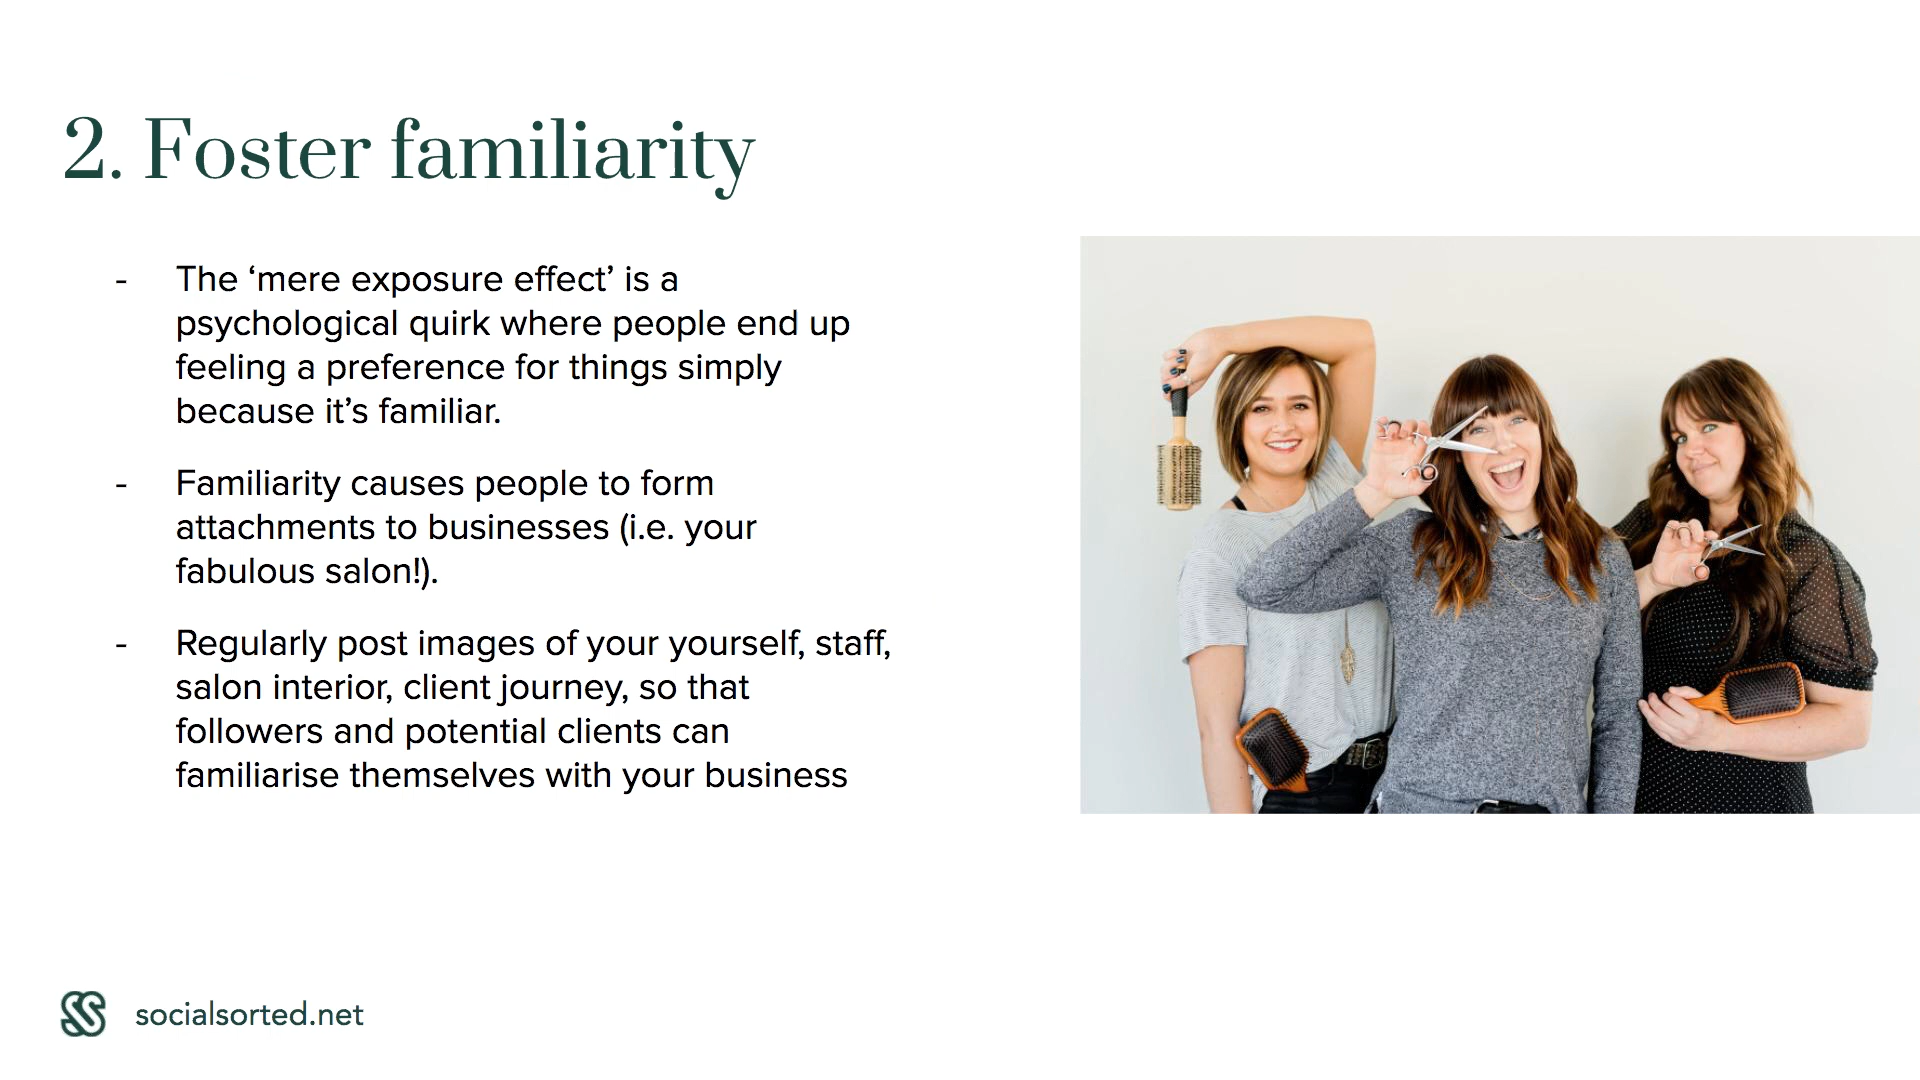 2. Foster familiarity
- The ‘mere exposure effect’ is a
psychological quirk where people end up
feeling a preference for things simply
because it’s familiar.
- Familiarity causes people to form
attachments to businesses (i.e. your
fabulous salon!).
- Regularly post images of your yourself, staff,
salon interior, client journey, so that
followers and potential clients can
familiarise themselves with your business
socialsorted.net